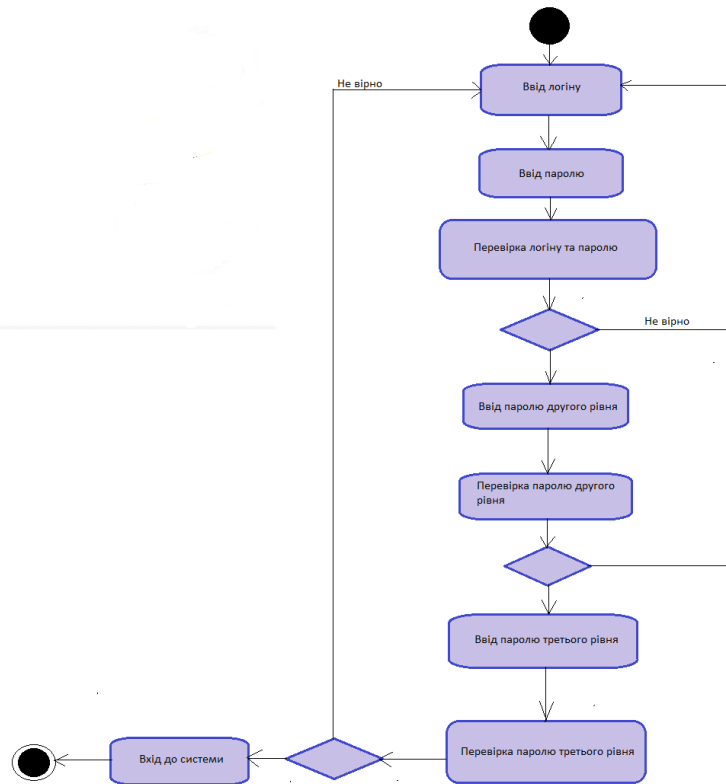 Не вірно
Ввід логіну
Ввід паролю
Перевірка логіну та паролю
Не вірно
Ввід паролю другого рівня
Перевірка паролю другого
рівня
Ввід паролю третього рівня
Перевірка паролю третього рівня
Вхід до системи